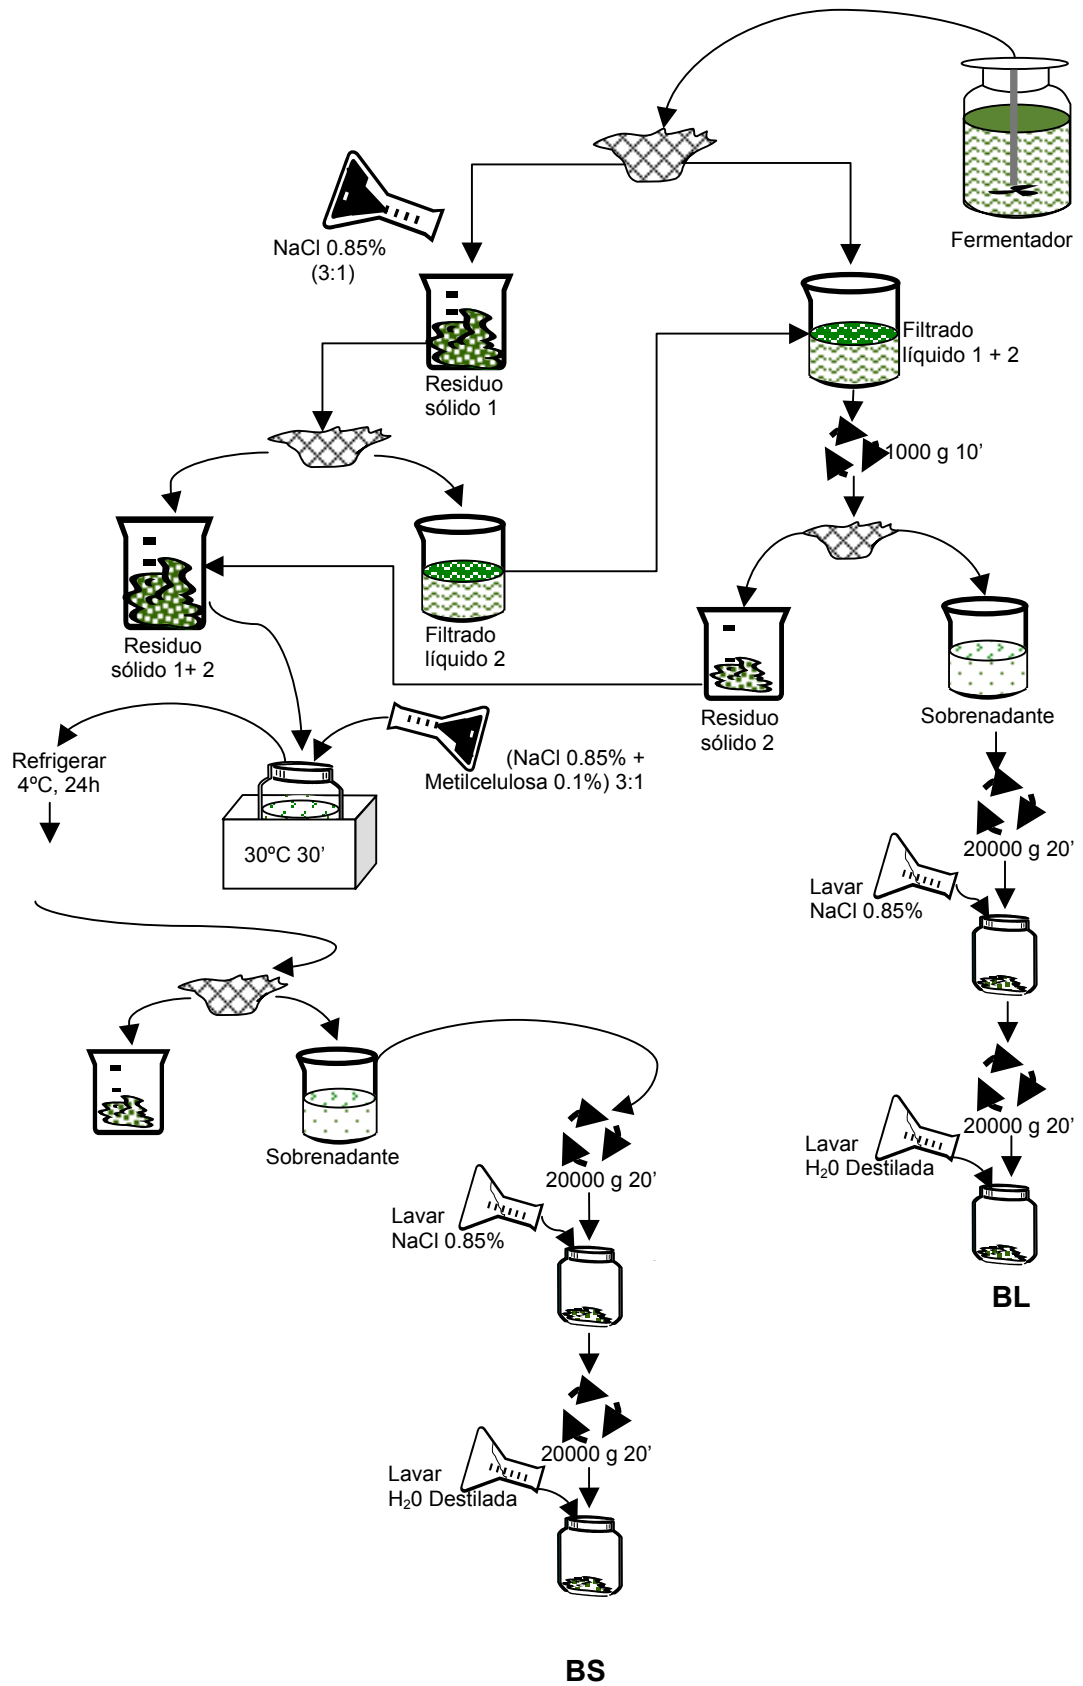 Fermentador
NaCl 0.85%
(3:1)
Filtrado
líquido 1 + 2
Residuo
sólido 1
1000 g 10’
Residuo
sólido 1+ 2
Filtrado
líquido 2
Residuo
sólido 2
Sobrenadante
Refrigerar
4ºC, 24h
(NaCl 0.85% +
Metilcelulosa 0.1%) 3:1
30ºC 30’
20000 g 20’
Lavar
NaCl 0.85%
20000 g 20’
Lavar
H₂0 Destilada
BL
Sobrenadante
20000 g 20’
Lavar
NaCl 0.85%
20000 g 20’
Lavar
H₂0 Destilada
BS